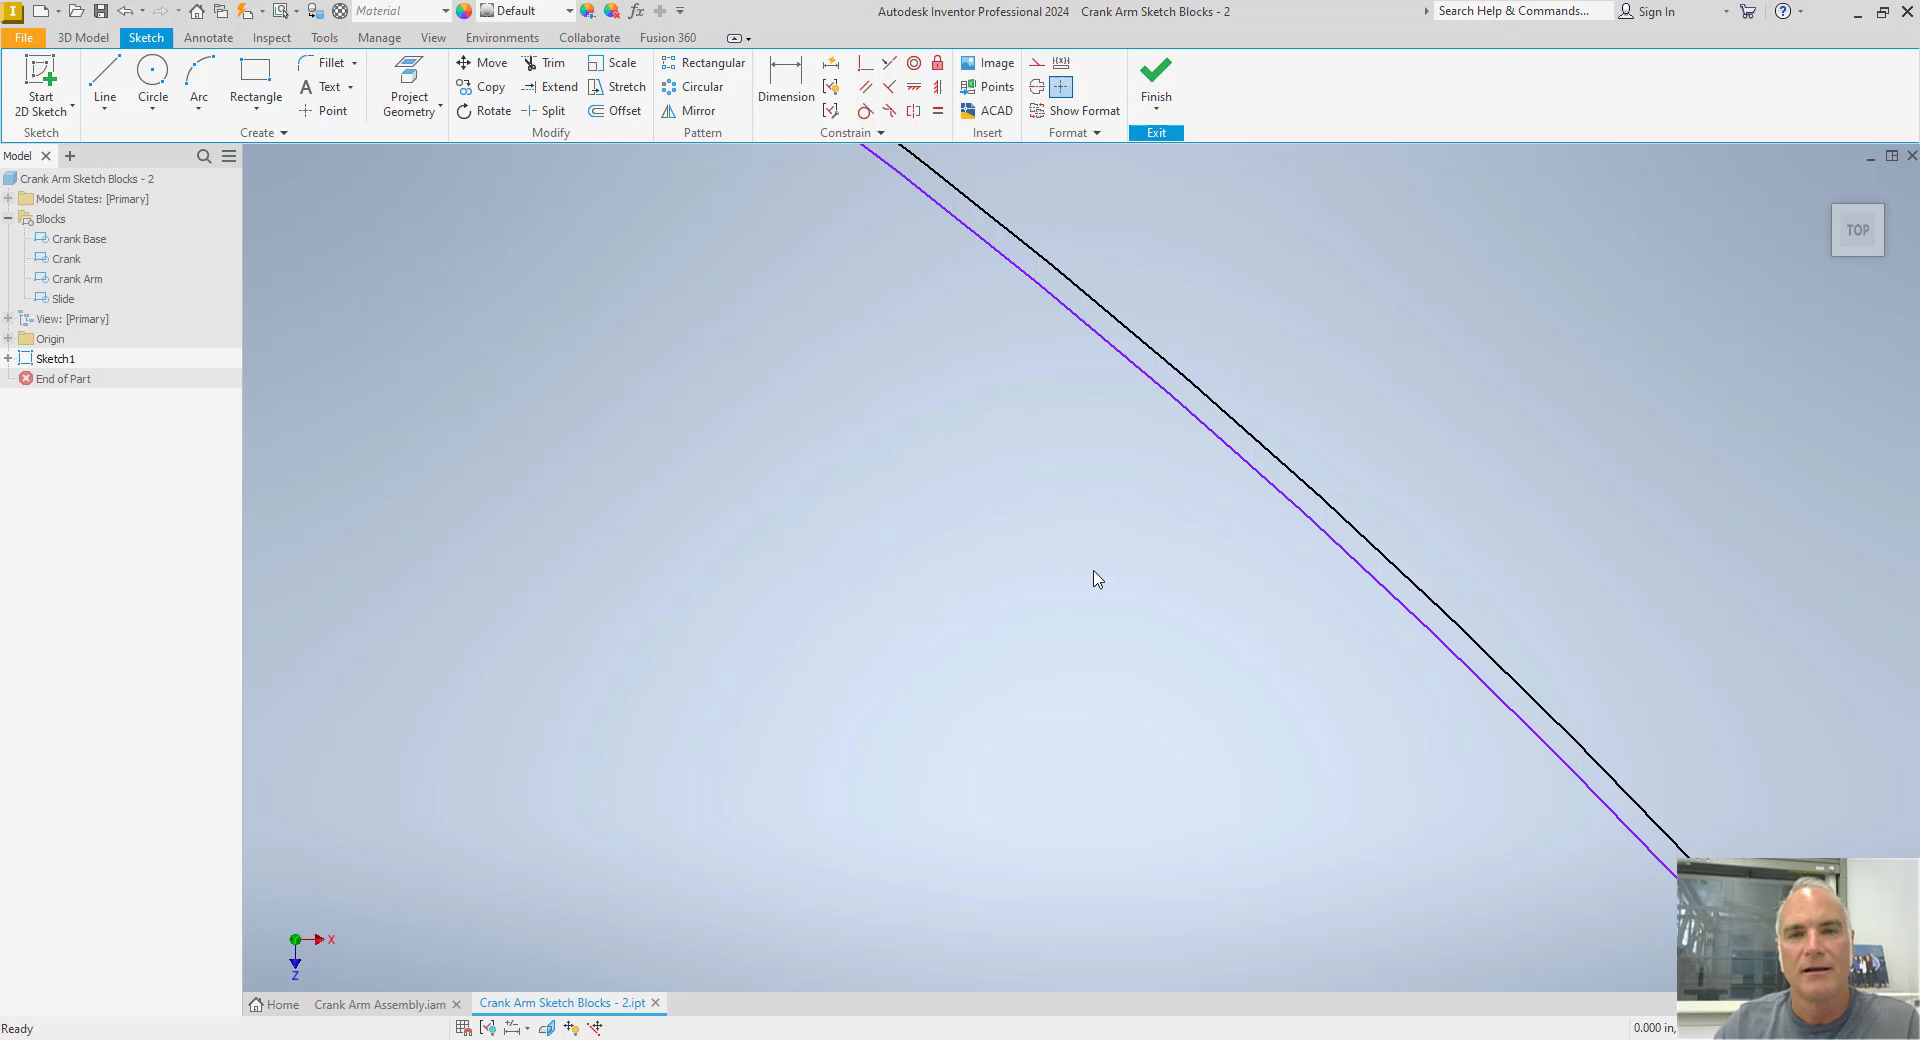 Material
Default
fx
Autodesk Inventor Professional 2024 Crank Arm Sketch Blocks - 2
Search Help & Commands...
Sign In
File
3D Model
Sketch
Annotate
Inspect
Tools
Manage
View
Environments
Collaborate
Fusion 360
Start
2D Sketch
Line
Circle
Arc
Rectangle
Fillet
Text
Point
Project
Geometry
Move
Copy
Rotate
Trim
Extend
Split
Scale
Stretch
Offset
Rectangular
Circular
Mirror
Dimension
Image
Points
ACAD
Show Format
Finish
Sketch
Create
Modify
Pattern
Constrain
Insert
Format
Exit
Model
Crank Arm Sketch Blocks - 2
Model States: [Primary]
Blocks
Crank Base
Crank
Crank Arm
Slide
View: [Primary]
Origin
Sketch1
End of Part
TOP
X
Z
Home
Crank Arm Assembly.iam
Crank Arm Sketch Blocks - 2.ipt
Ready
0.000 in,